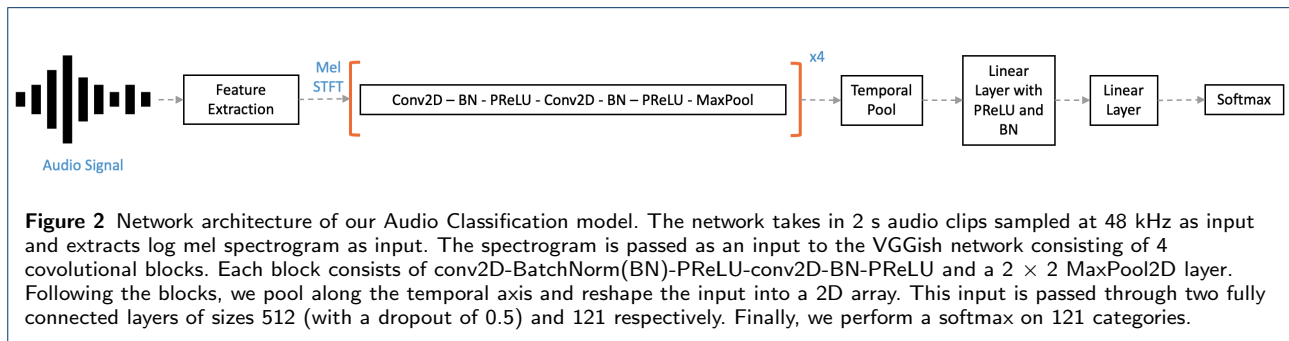 Audio Signal
Feature
Extraction
Mel
STFT
Conv2D – BN - PReLU - Conv2D - BN – PReLU - MaxPool
x4
Temporal
Pool
Linear
Layer with
PReLU and
BN
Linear
Layer
Softmax
Figure 2 Network architecture of our Audio Classification model. The network takes in 2 s audio clips sampled at 48 kHz as input
and extracts log mel spectrogram as input. The spectrogram is passed as an input to the VGGish network consisting of 4
covolutional blocks. Each block consists of conv2D-BatchNorm(BN)-PReLU-conv2D-BN-PReLU and a 2 × 2 MaxPool2D layer.
Following the blocks, we pool along the temporal axis and reshape the input into a 2D array. This input is passed through two fully
connected layers of sizes 512 (with a dropout of 0.5) and 121 respectively. Finally, we perform a softmax on 121 categories.